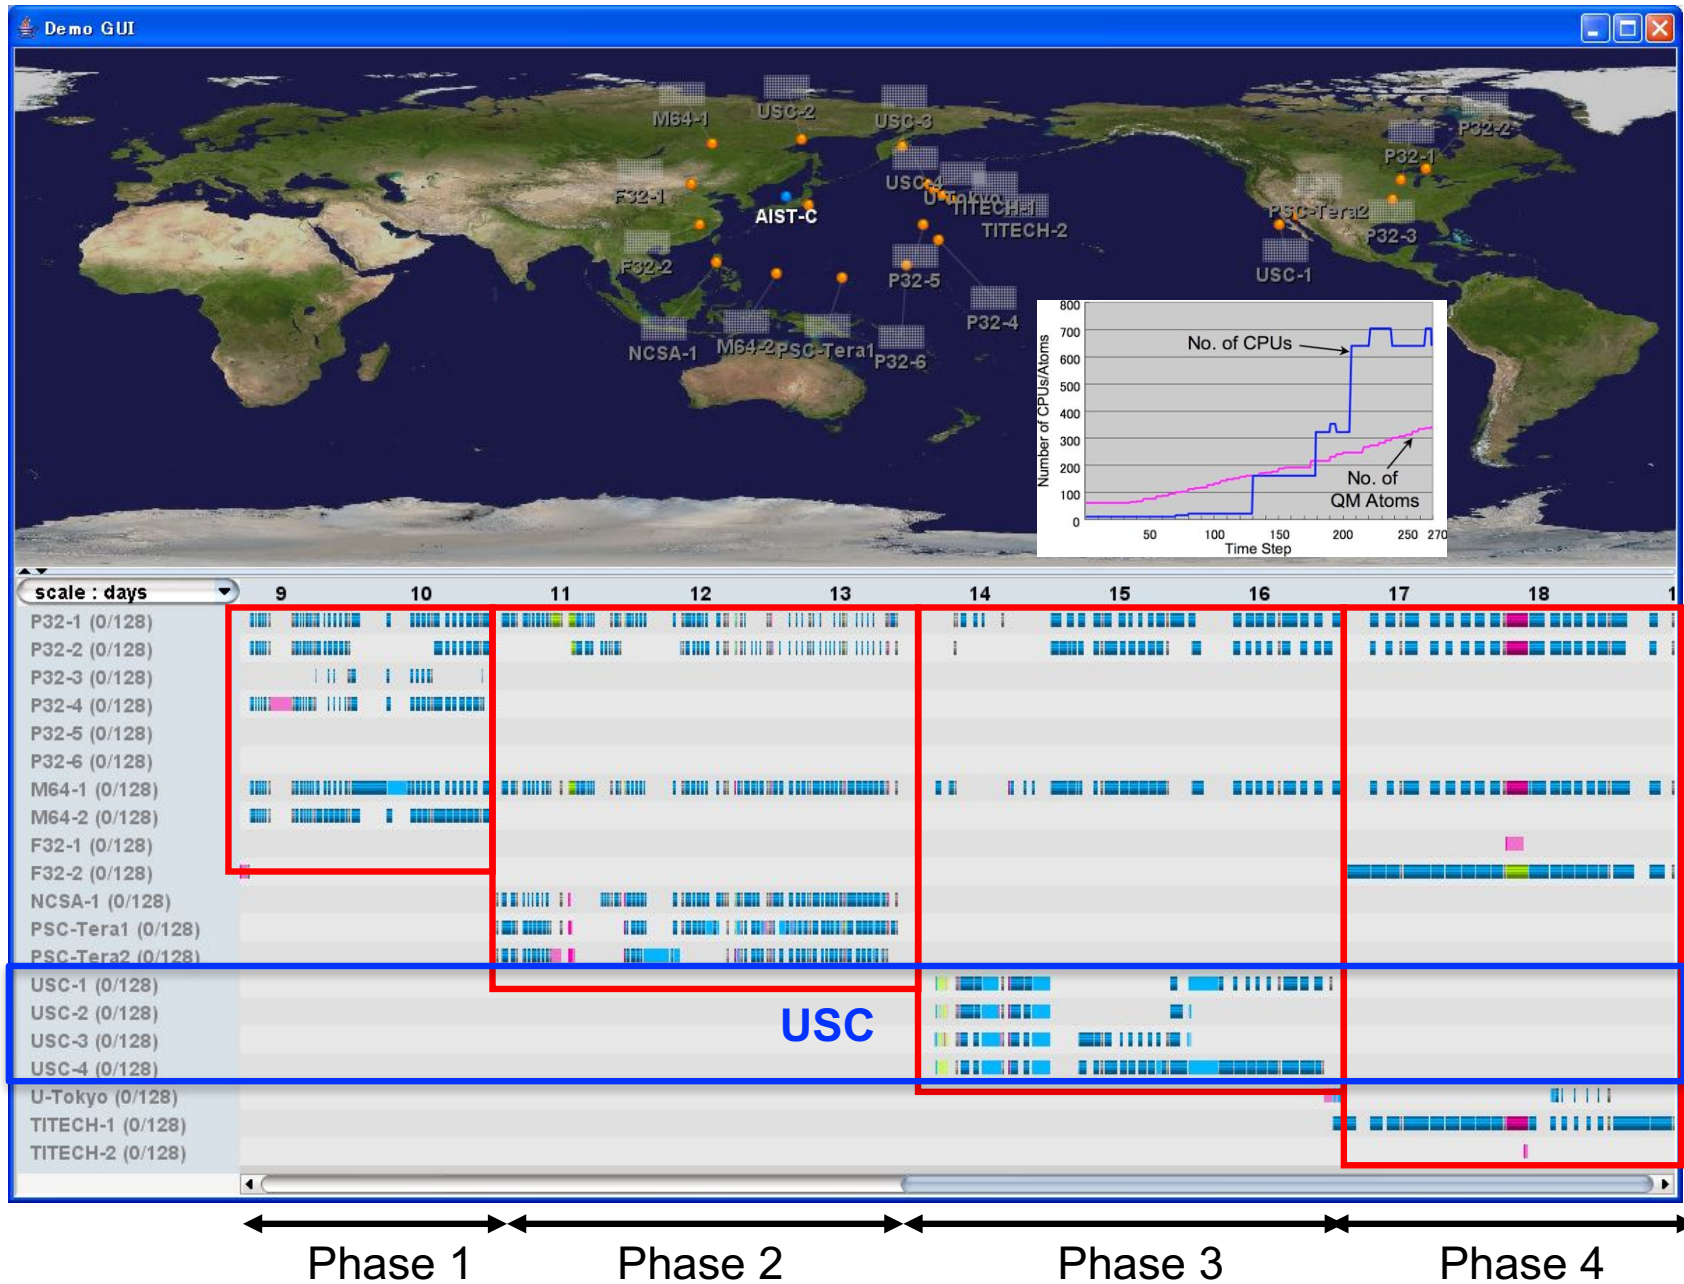 Demo GUI
M64-1
USC-2
USC-3
P32-2
P32-1
F32-1
USC-4
U-Tokyo
TITECH-1
AIST-C
TITECH-2
PSC-Tera2
P32-3
F32-2
P32-5
USC-1
P32-4
NCSA-1
M64-2
PSC-Tera1
P32-6
Number of CPUs/Atoms
800
700
600
500
400
300
200
100
0
No. of CPUs
No. of
QM Atoms
50 100 150 200 250 270
Time Step
scale : days
9 10 11 12 13 14 15 16 17 18 1
P32-1 (0/128)
P32-2 (0/128)
P32-3 (0/128)
P32-4 (0/128)
P32-5 (0/128)
P32-6 (0/128)
M64-1 (0/128)
M64-2 (0/128)
F32-1 (0/128)
F32-2 (0/128)
NCSA-1 (0/128)
PSC-Tera1 (0/128)
PSC-Tera2 (0/128)
USC-1 (0/128)
USC-2 (0/128)
USC
USC-3 (0/128)
USC-4 (0/128)
U-Tokyo (0/128)
TITECH-1 (0/128)
TITECH-2 (0/128)
Phase 1 Phase 2 Phase 3 Phase 4